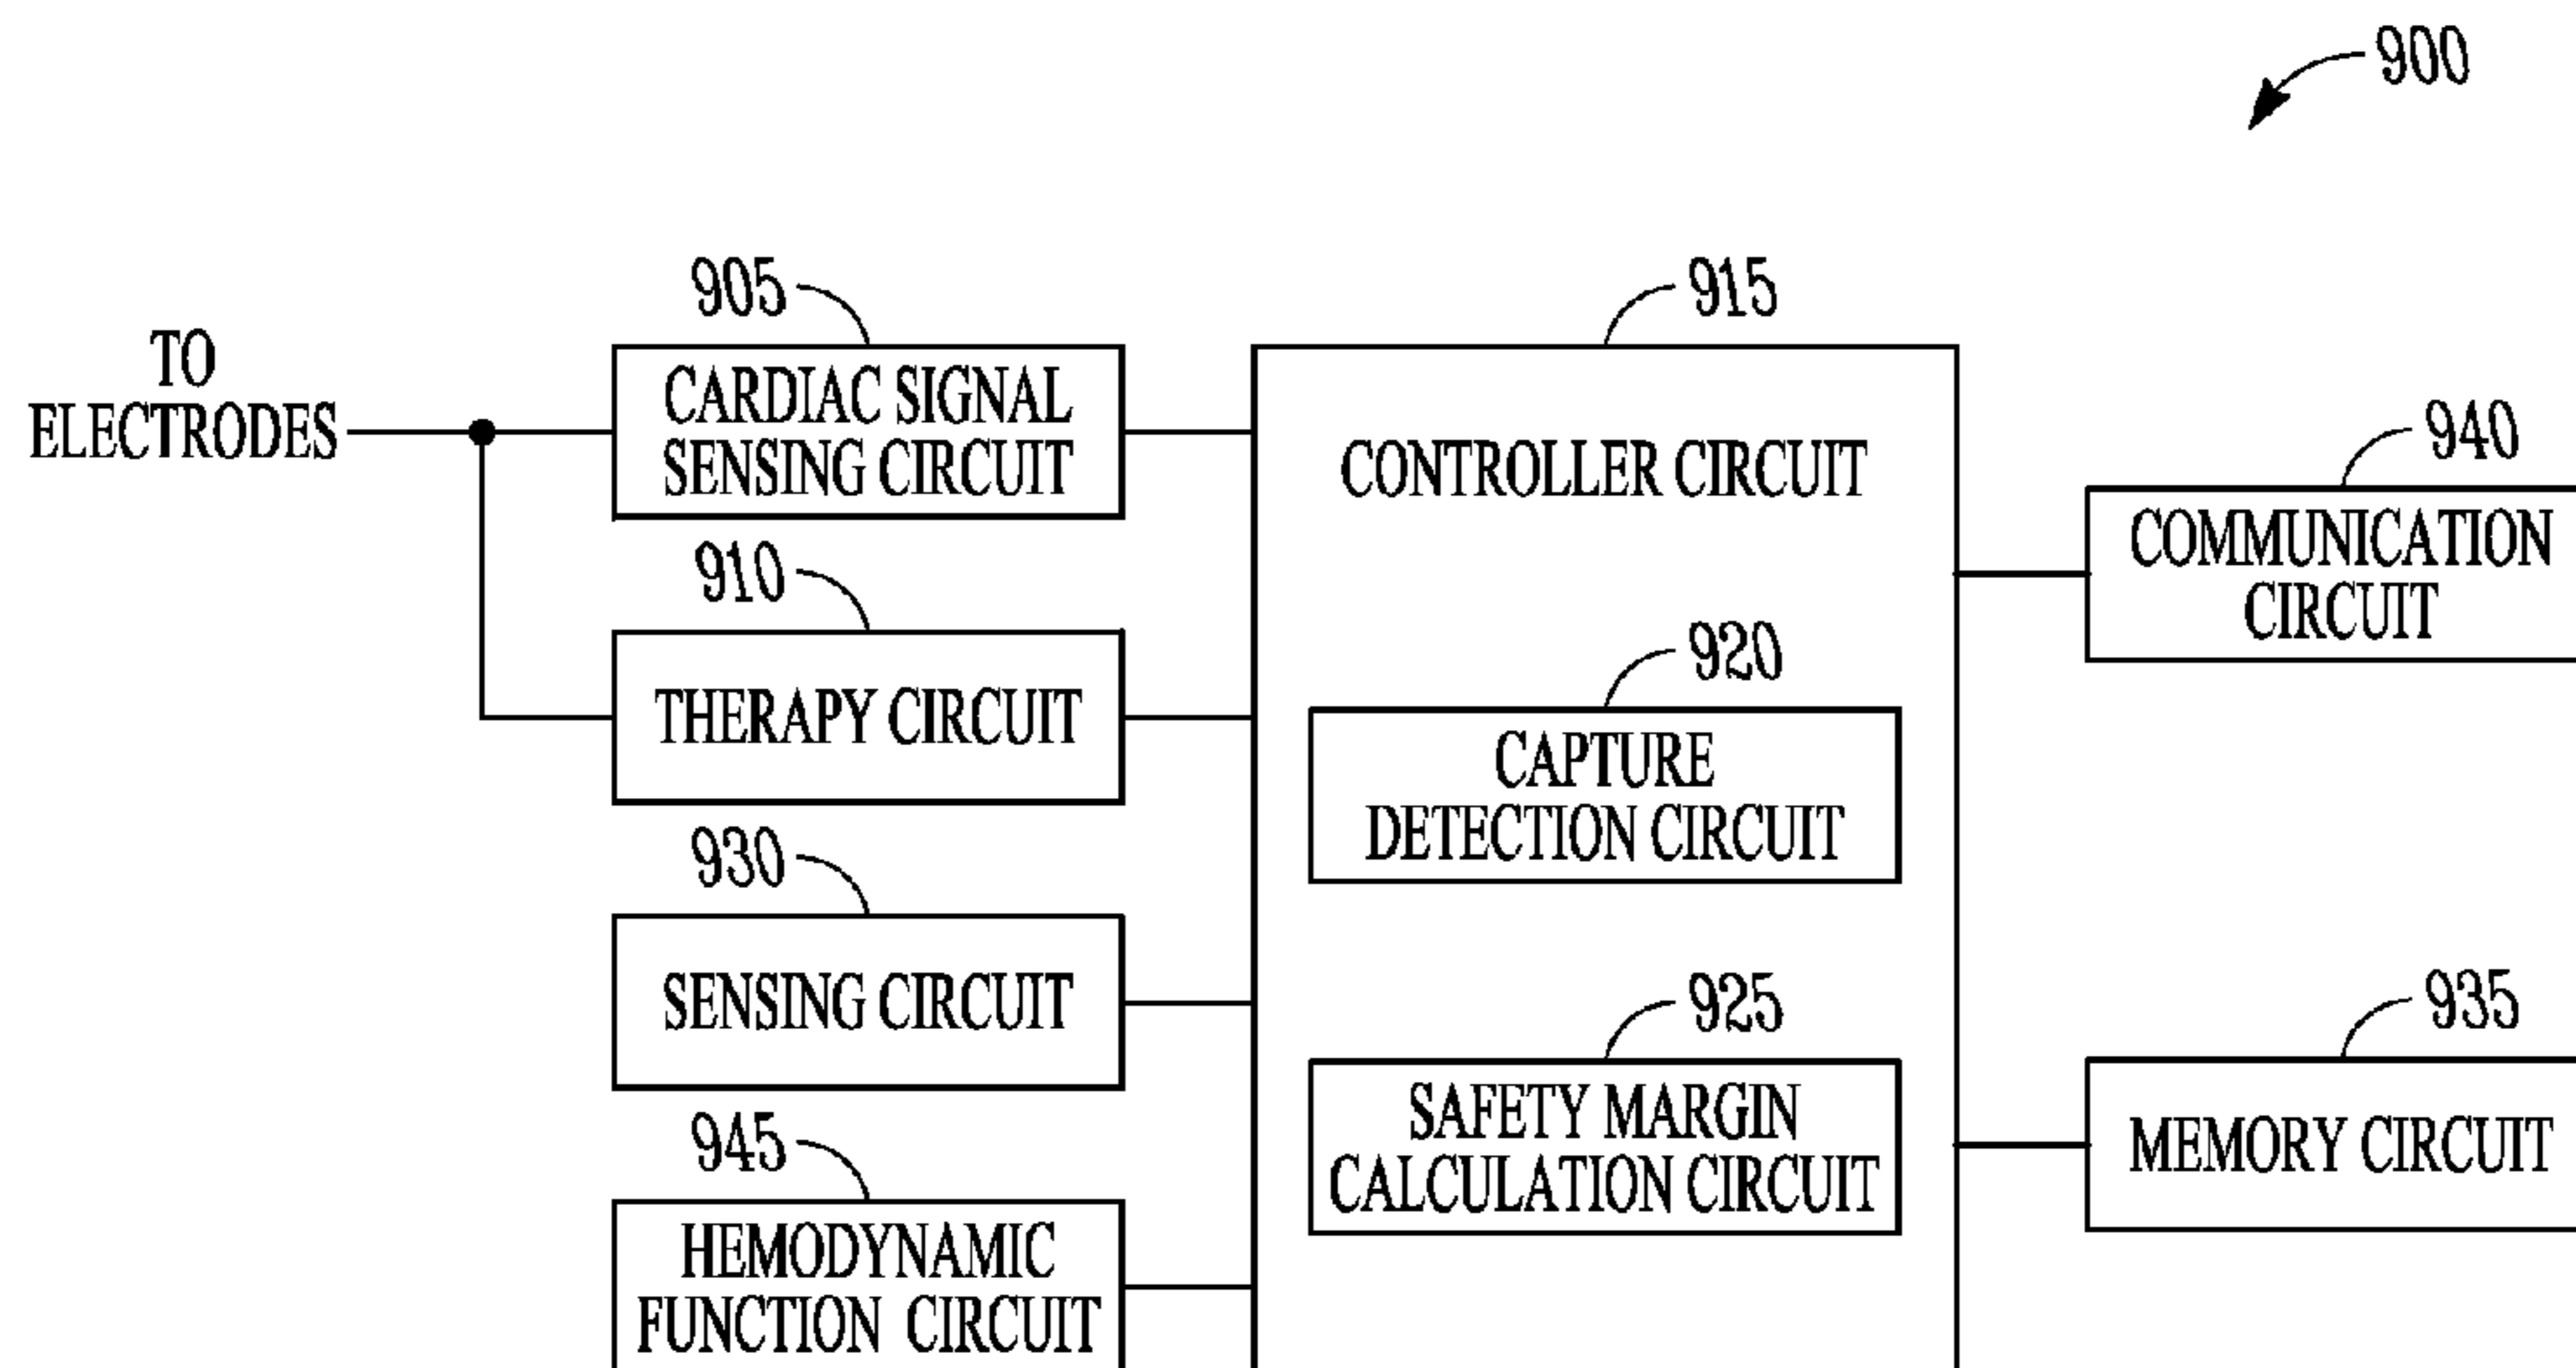 900
905
915
TO
ELECTRODES
CARDIAC SIGNAL
SENSING CIRCUIT
CONTROLLER CIRCUIT
940
COMMUNICATION
CIRCUIT
910
THERAPY CIRCUIT
920
CAPTURE
DETECTION CIRCUIT
930
SENSING CIRCUIT
925
SAFETY MARGIN
CALCULATION CIRCUIT
935
MEMORY CIRCUIT
945
HEMODYNAMIC
FUNCTION CIRCUIT